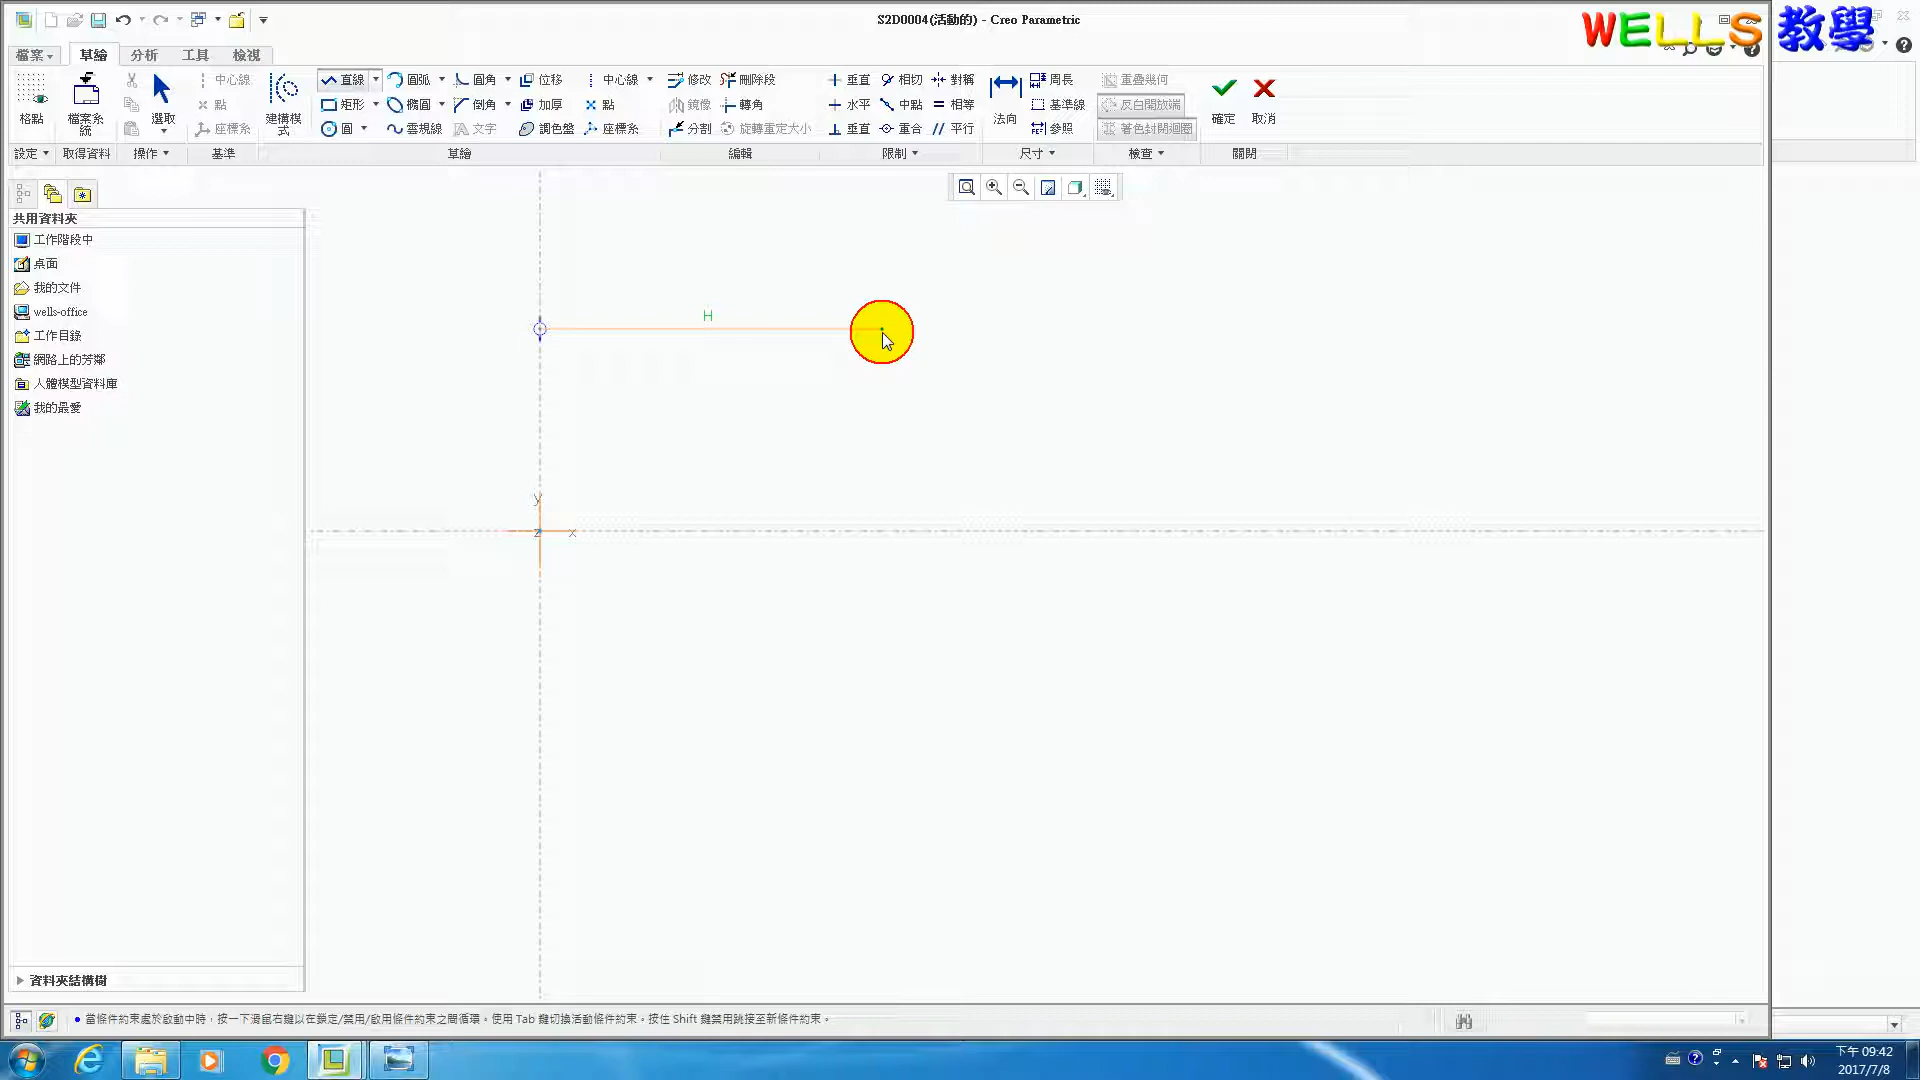 S2D0004(活動的) - Creo Parametric
WELLS 教學
檔案 草繪 分析 工具 檢視
格點 檔案系統 選取 中心線 點 座標系 建構模式
直線 圓弧 圓角 位移 中心線 修改 刪除段 垂直 相切 對稱 周長 重疊幾何
矩形 橢圓 倒角 加厚 點 鏡像 轉角 水平 中點 相等 法向 基準線 反白開放端 確定 取消
圓 雲規線 文字 調色盤 座標系 分割 旋轉重定大小 垂直 重合 平行 參照 著色封閉迴圈
設定 取得資料 操作 基準 草繪 編輯 限制 尺寸 檢查 關閉
共用資料夾
工作階段中
桌面
我的文件
wells-office
工作目錄
網路上的芳鄰
人體模型資料庫
我的最愛
H
y
z x
資料夾結構樹
當條件約束處於啟動中時，按一下滑鼠右鍵以在鎖定/禁用/啟用條件約束之間循環。使用 Tab 鍵切換活動條件約束。按住 Shift 鍵禁用跳接至新條件約束。
下午 09:42
2017/7/8